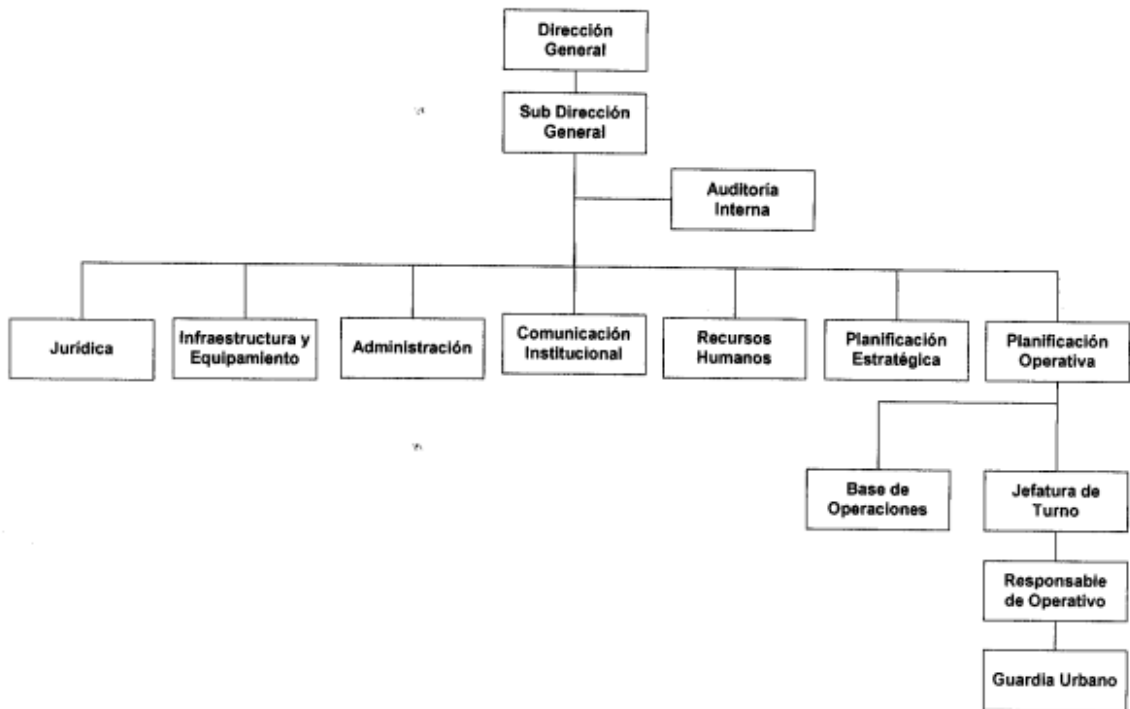 Dirección
General
Sub Dirección
General
Auditoría
Interna
Jurídica
Infraestructura y
Equipamiento
Administración
Comunicación
Institucional
Recursos
Humanos
Planificación
Estratégica
Planificación
Operativa
Base de
Operaciones
Jefatura de
Turno
Responsable
de Operativo
Guardia Urbano